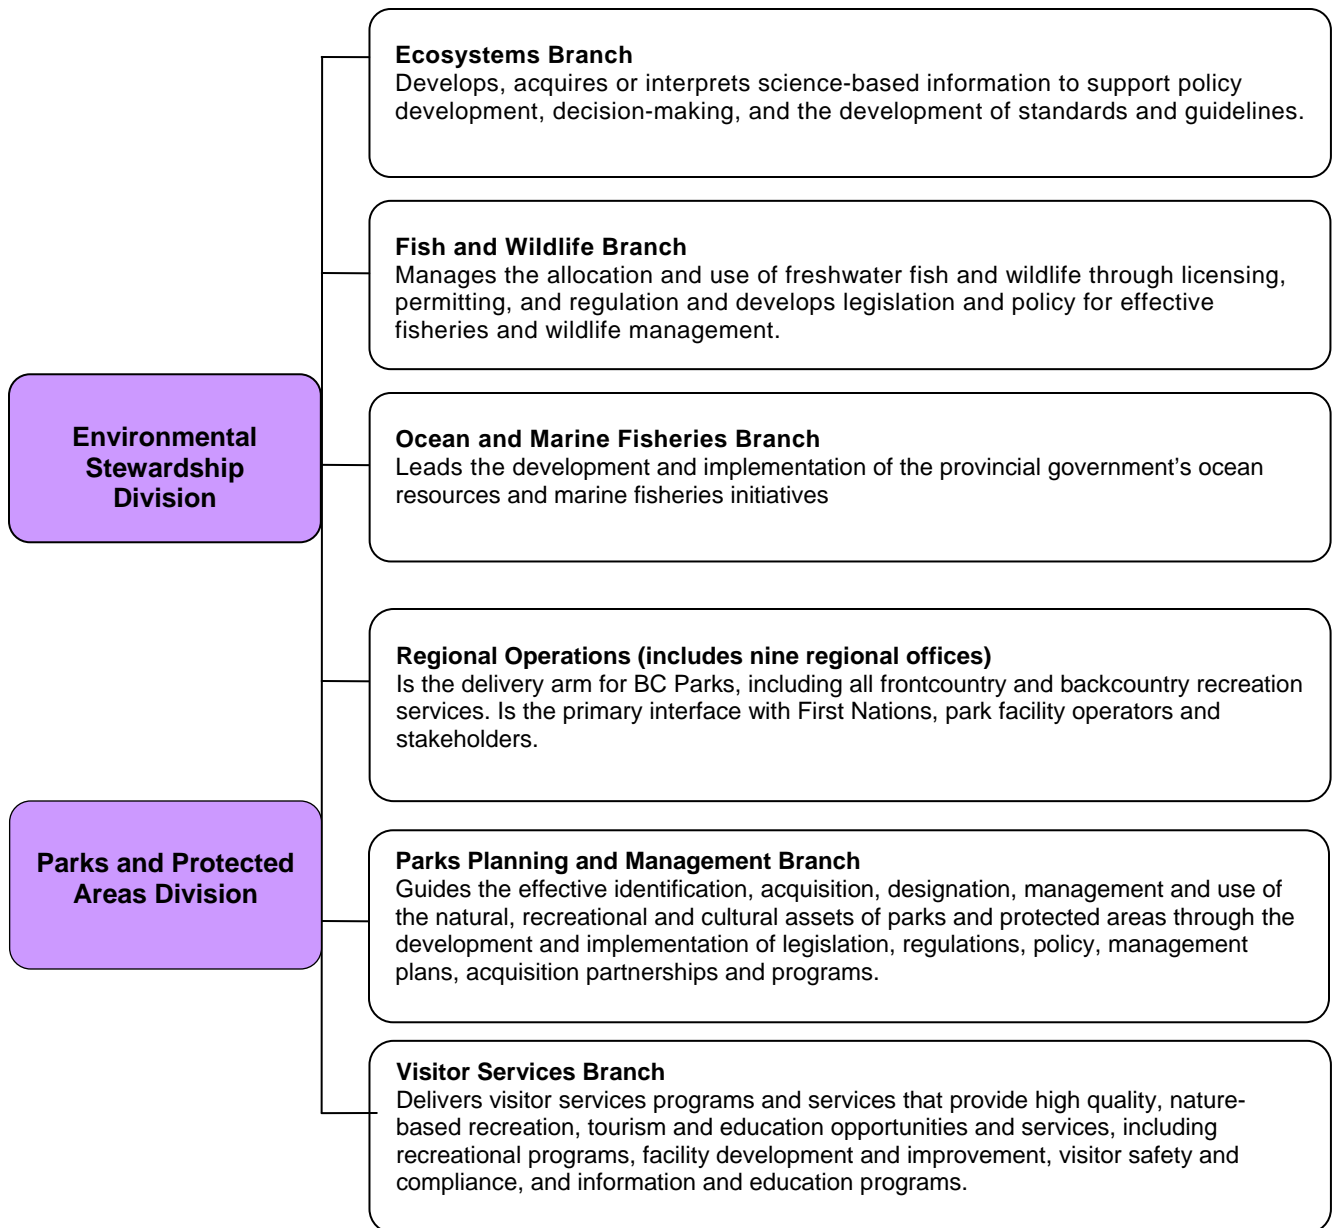 Ecosystems Branch
Develops, acquires or interprets science-based information to support policy
development, decision-making, and the development of standards and guidelines.
Fish and Wildlife Branch
Manages the allocation and use of freshwater fish and wildlife through licensing,
permitting, and regulation and develops legislation and policy for effective
fisheries and wildlife management.
Environmental
Stewardship
Division
Ocean and Marine Fisheries Branch
Leads the development and implementation of the provincial government’s ocean
resources and marine fisheries initiatives
Regional Operations (includes nine regional offices)
Is the delivery arm for BC Parks, including all frontcountry and backcountry recreation
services. Is the primary interface with First Nations, park facility operators and
stakeholders.
Parks and Protected
Areas Division
Parks Planning and Management Branch
Guides the effective identification, acquisition, designation, management and use of
the natural, recreational and cultural assets of parks and protected areas through the
development and implementation of legislation, regulations, policy, management
plans, acquisition partnerships and programs.
Visitor Services Branch
Delivers visitor services programs and services that provide high quality, nature-
based recreation, tourism and education opportunities and services, including
recreational programs, facility development and improvement, visitor safety and
compliance, and information and education programs.